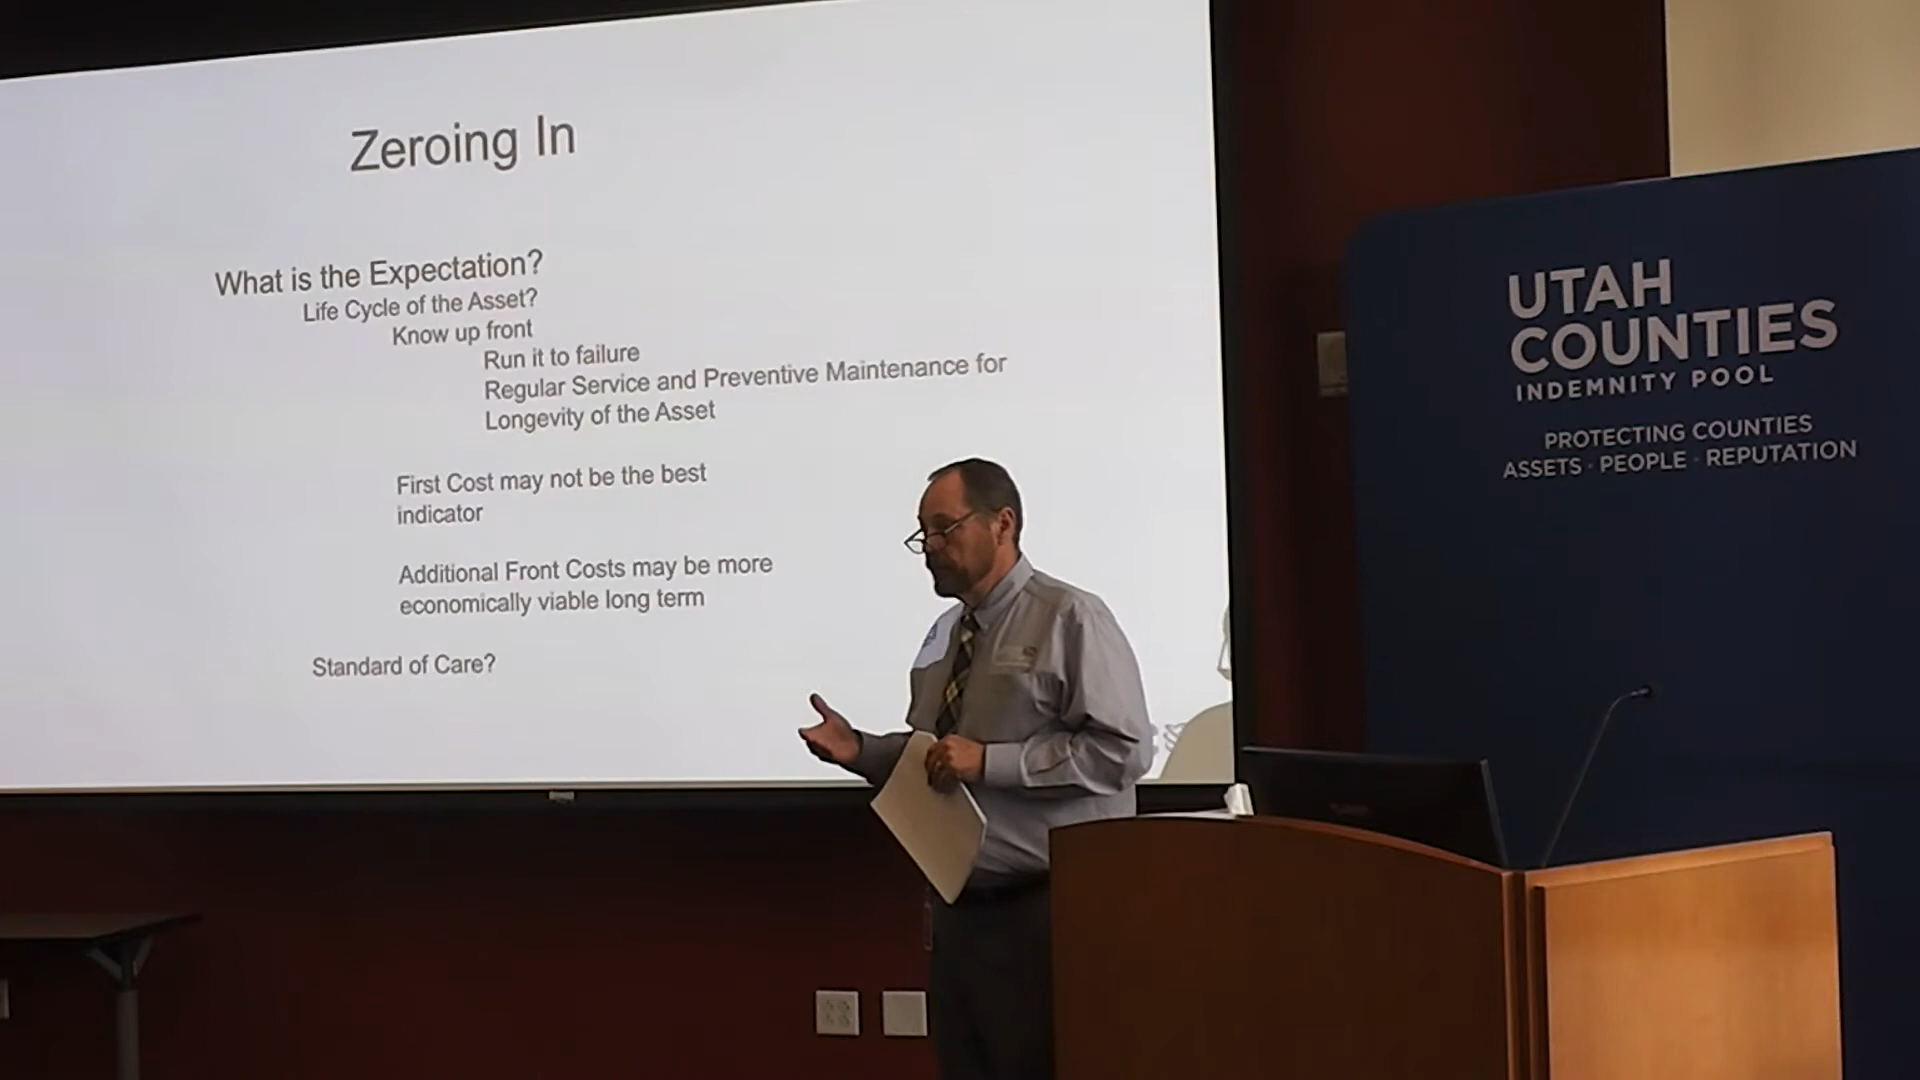 Zeroing In
What is the Expectation?
Life Cycle of the Asset?
Know up front
Run it to failure
Regular Service and Preventive Maintenance for
Longevity of the Asset
First Cost may not be the best
indicator
Additional Front Costs may be more
economically viable long term
Standard of Care?
UTAH
COUNTIES
INDEMNITY POOL
PROTECTING COUNTIES
ASSETS · PEOPLE · REPUTATION